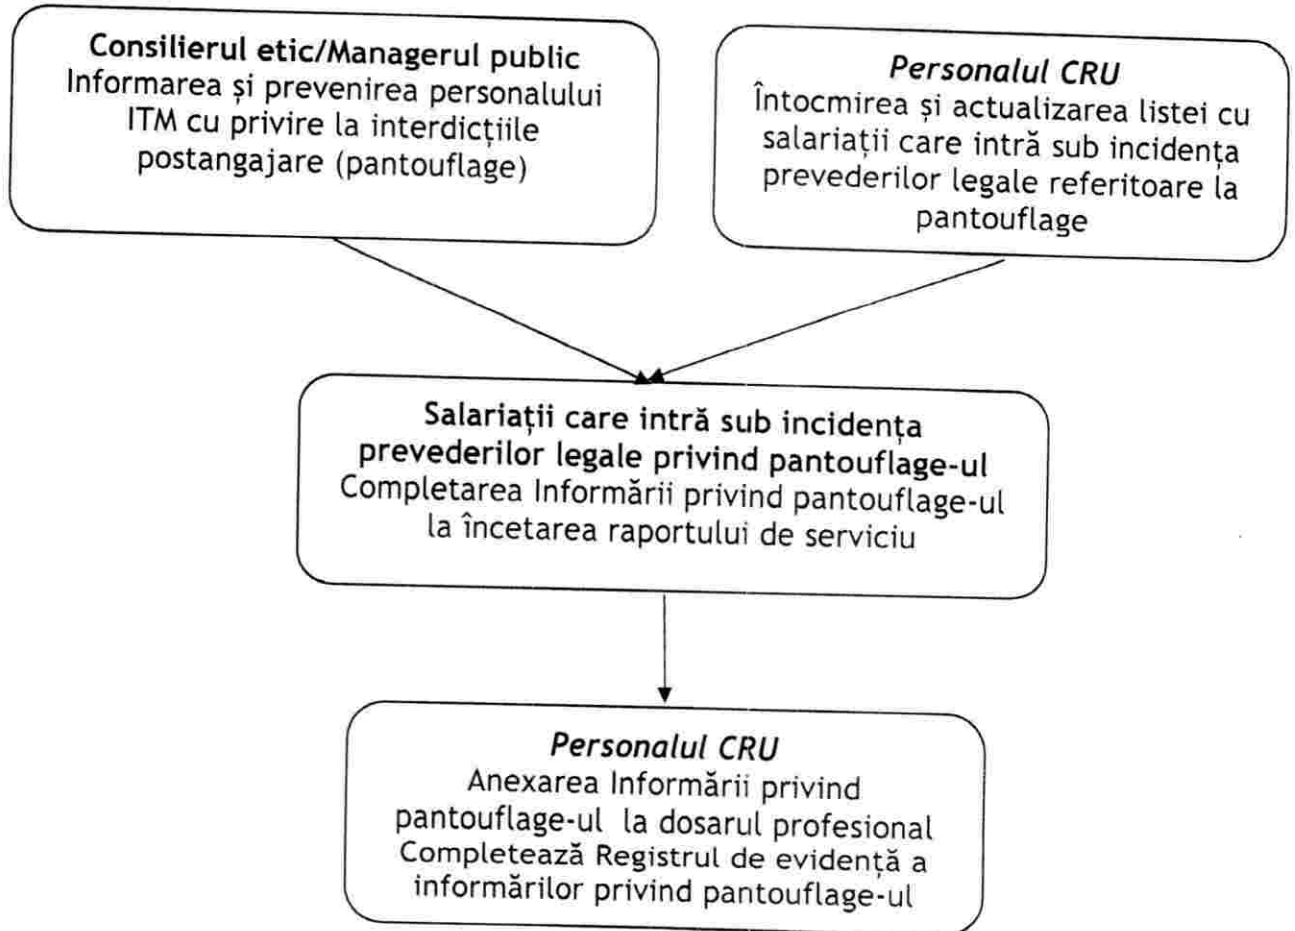 Consilierul etic/Managerul public
Informarea și prevenirea personalului
ITM cu privire la interdicțiile
postangajare (pantouflage)
Personalul CRU
Întocmirea și actualizarea listei cu
salariații care intră sub incidența
prevederilor legale referitoare la
pantouflage
Salariații care intră sub incidența
prevederilor legale privind pantouflage-ul
Completarea Informării privind pantouflage-ul
la încetarea raportului de serviciu
Personalul CRU
Anexarea Informării privind
pantouflage-ul la dosarul profesional
Completează Registrul de evidență a
informărilor privind pantouflage-ul